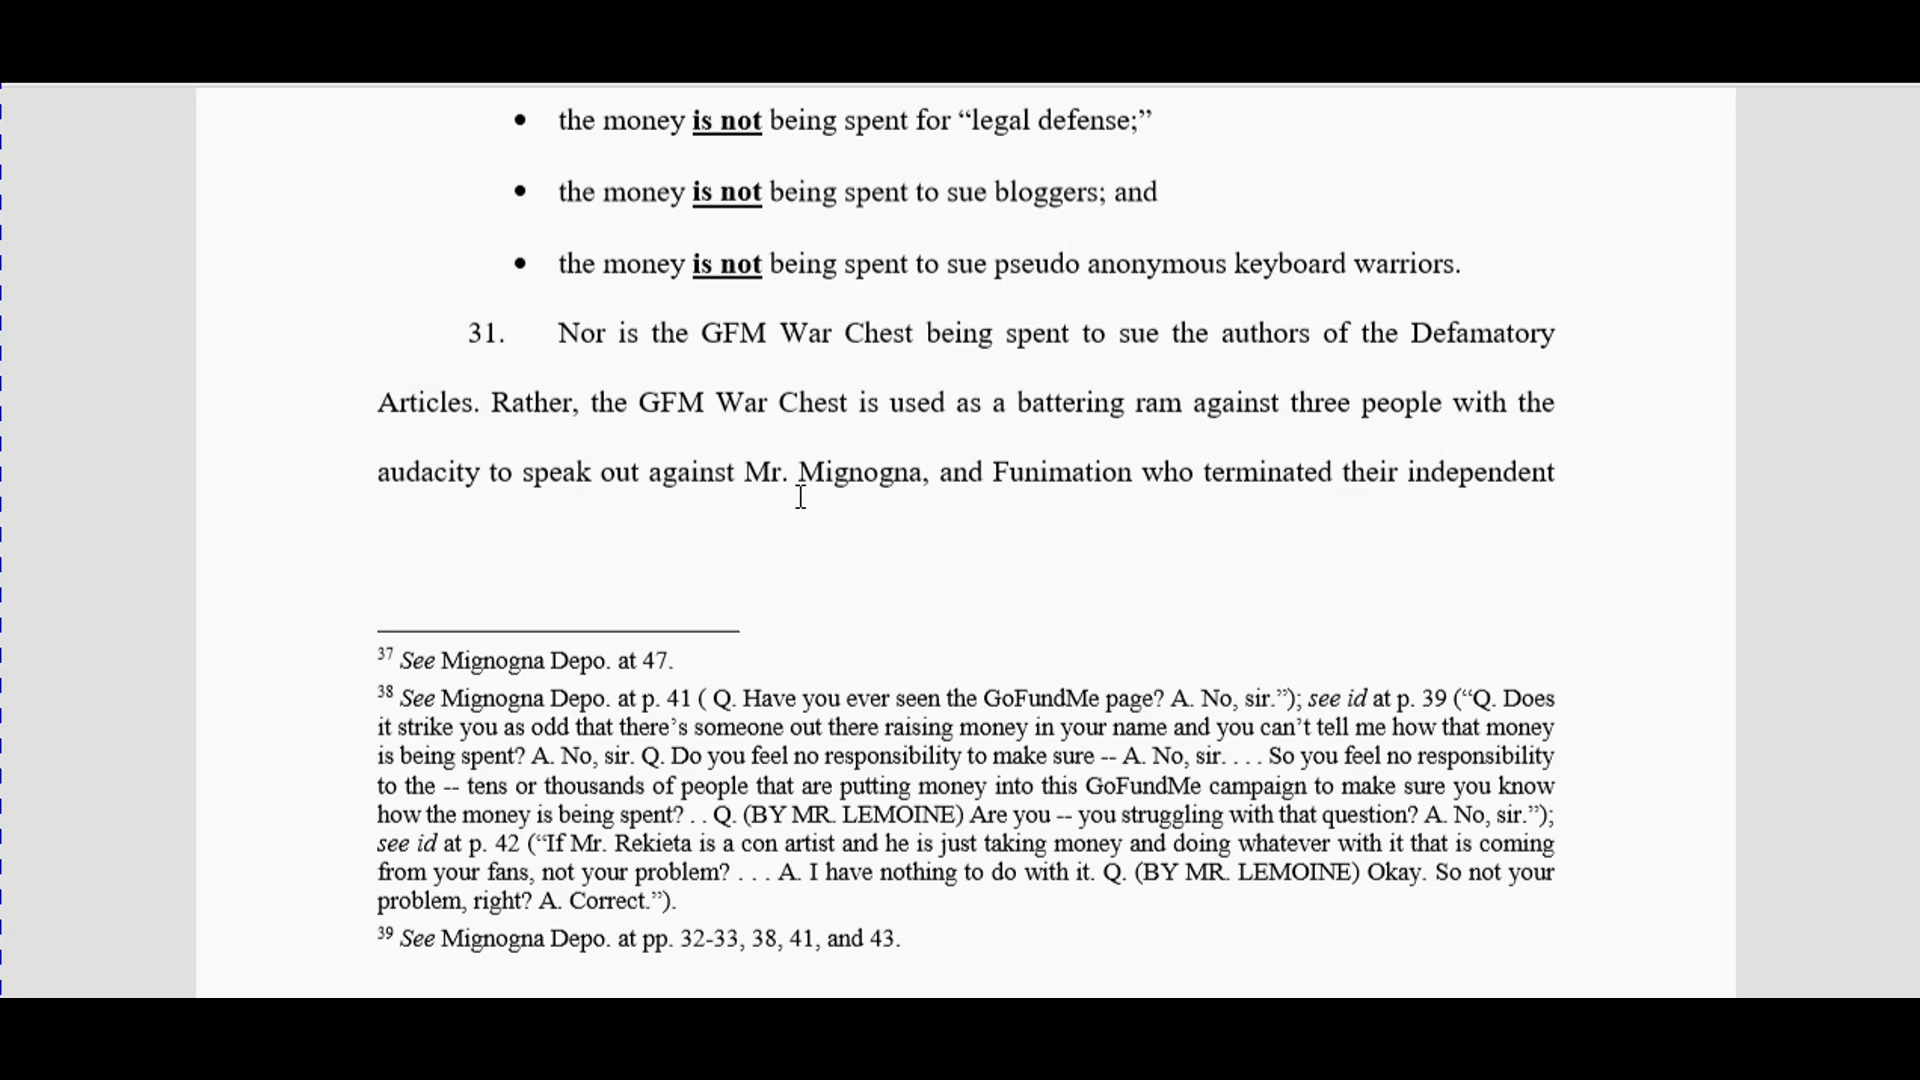 • the money is not being spent for “legal defense;”
• the money is not being spent to sue bloggers; and
• the money is not being spent to sue pseudo anonymous keyboard warriors.
31. Nor is the GFM War Chest being spent to sue the authors of the Defamatory
Articles. Rather, the GFM War Chest is used as a battering ram against three people with the
audacity to speak out against Mr. Mignogna, and Funimation who terminated their independent
37 See Mignogna Depo. at 47.
38 See Mignogna Depo. at p. 41 ( Q. Have you ever seen the GoFundMe page? A. No, sir.”); see id at p. 39 (“Q. Does
it strike you as odd that there’s someone out there raising money in your name and you can’t tell me how that money
is being spent? A. No, sir. Q. Do you feel no responsibility to make sure -- A. No, sir. . . . So you feel no responsibility
to the -- tens or thousands of people that are putting money into this GoFundMe campaign to make sure you know
how the money is being spent? . . Q. (BY MR. LEMOINE) Are you -- you struggling with that question? A. No, sir.”);
see id at p. 42 (“If Mr. Rekieta is a con artist and he is just taking money and doing whatever with it that is coming
from your fans, not your problem? . . . A. I have nothing to do with it. Q. (BY MR. LEMOINE) Okay. So not your
problem, right? A. Correct.”).
39 See Mignogna Depo. at pp. 32-33, 38, 41, and 43.